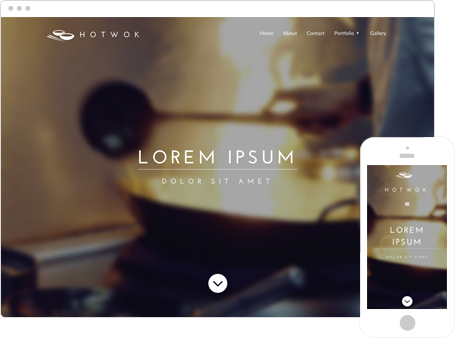 HOTWOK
Home About Contact Portfolio Gallery
LOREM IPSUM
DOLOR SIT AMET
HOTWOK
LOREM
IPSUM
DOLOR SIT AMET